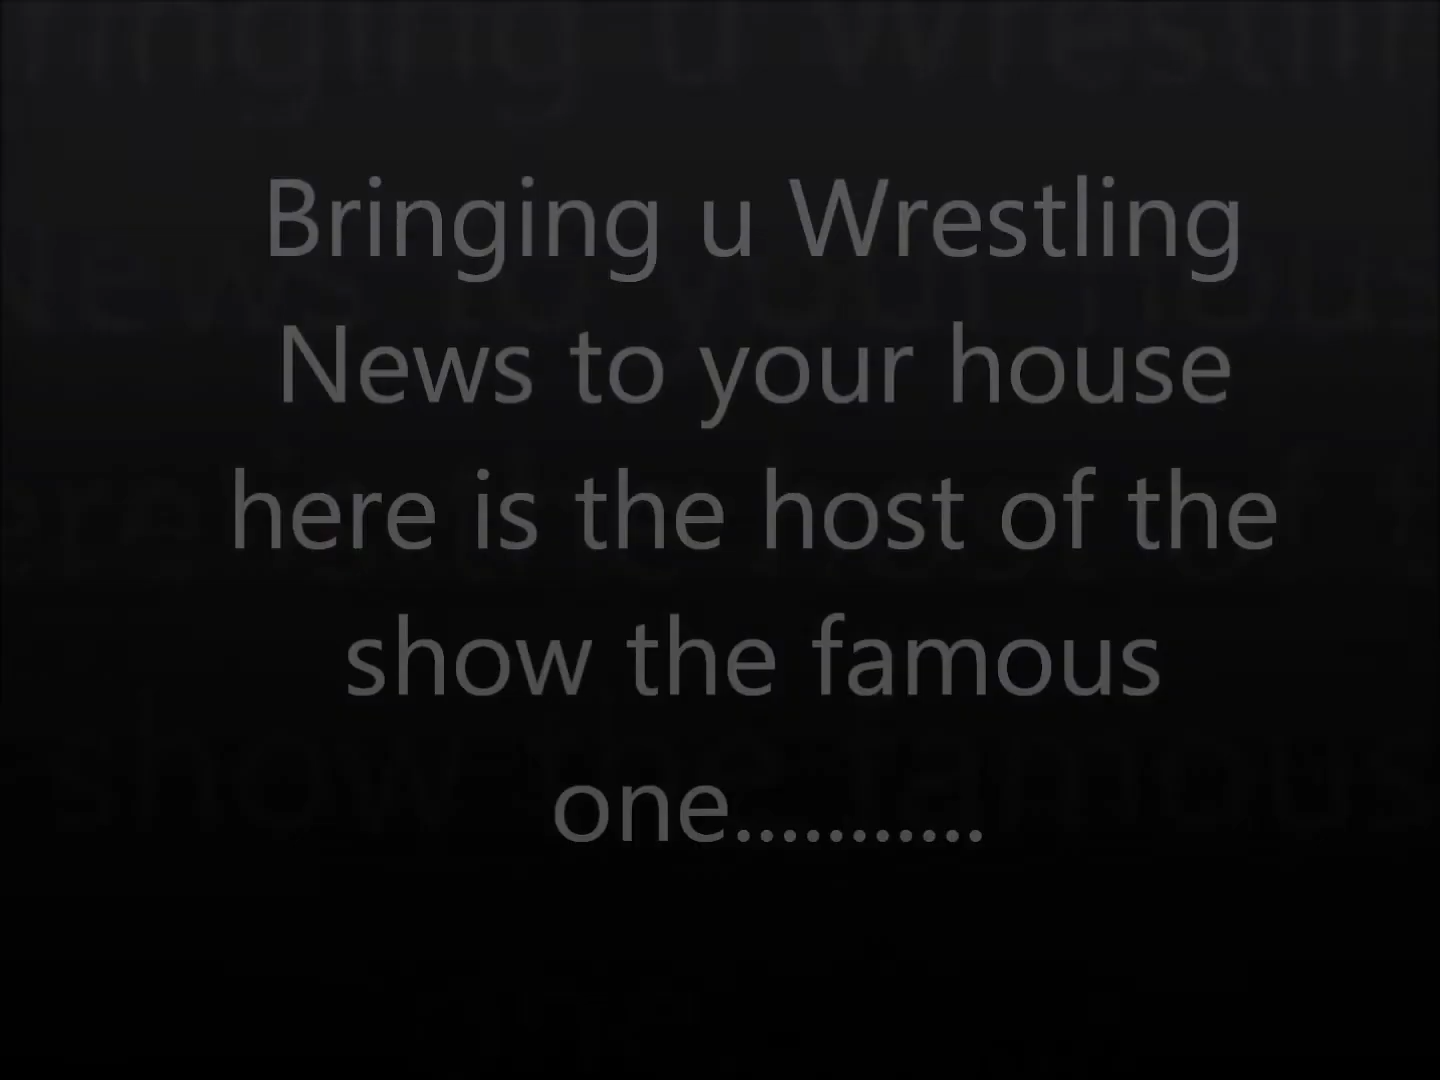 Bringing u Wrestling
News to your house
here is the host of the
show the famous
one...........